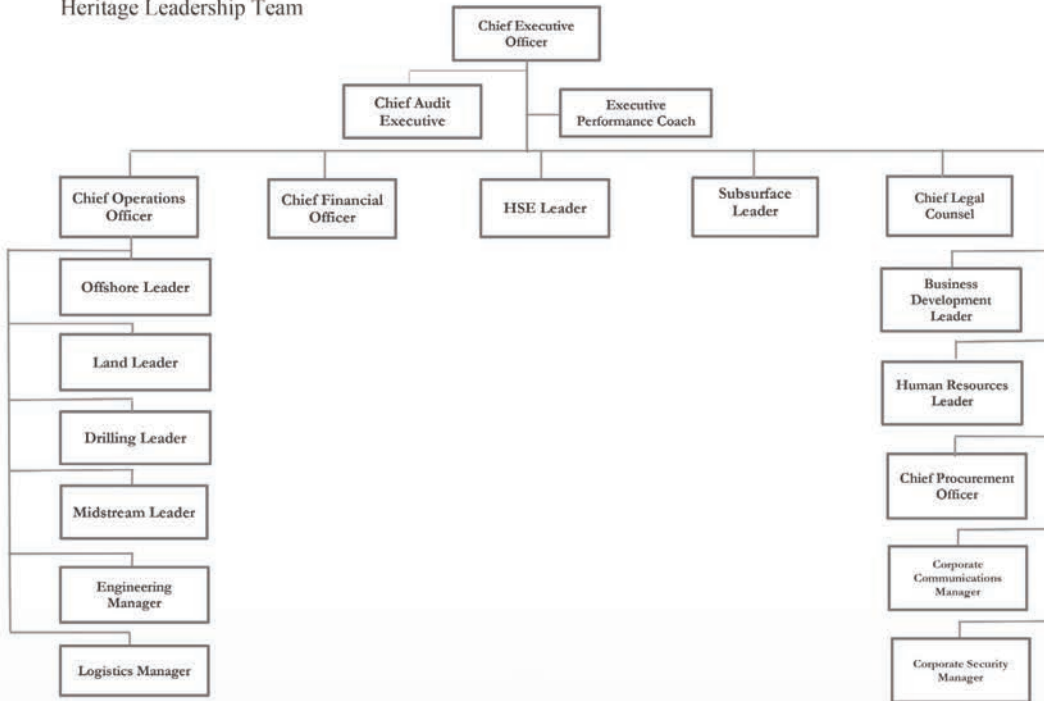 Heritage Leadership Team
Chief Executive
Officer
Chief Audit
Executive
Executive
Performance Coach
Chief Operations
Officer
Chief Financial
Officer
HSE Leader
Subsurface
Leader
Chief Legal
Counsel
Offshore Leader
Land Leader
Drilling Leader
Midstream Leader
Engineering
Manager
Logistics Manager
Business
Development
Leader
Human Resources
Leader
Chief Procurement
Officer
Corporate
Communications
Manager
Corporate Security
Manager